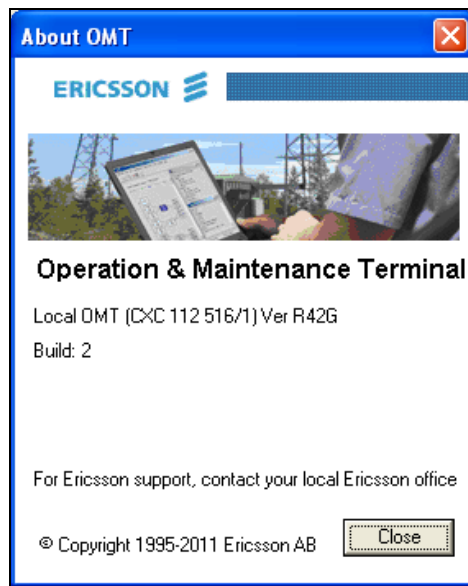 About OMT
ERICSSON
Operation & Maintenance Terminal
Local OMT (CXC 112 516/1) Ver R42G
Build: 2
For Ericsson support, contact your local Ericsson office
© Copyright 1995-2011 Ericsson AB
Close